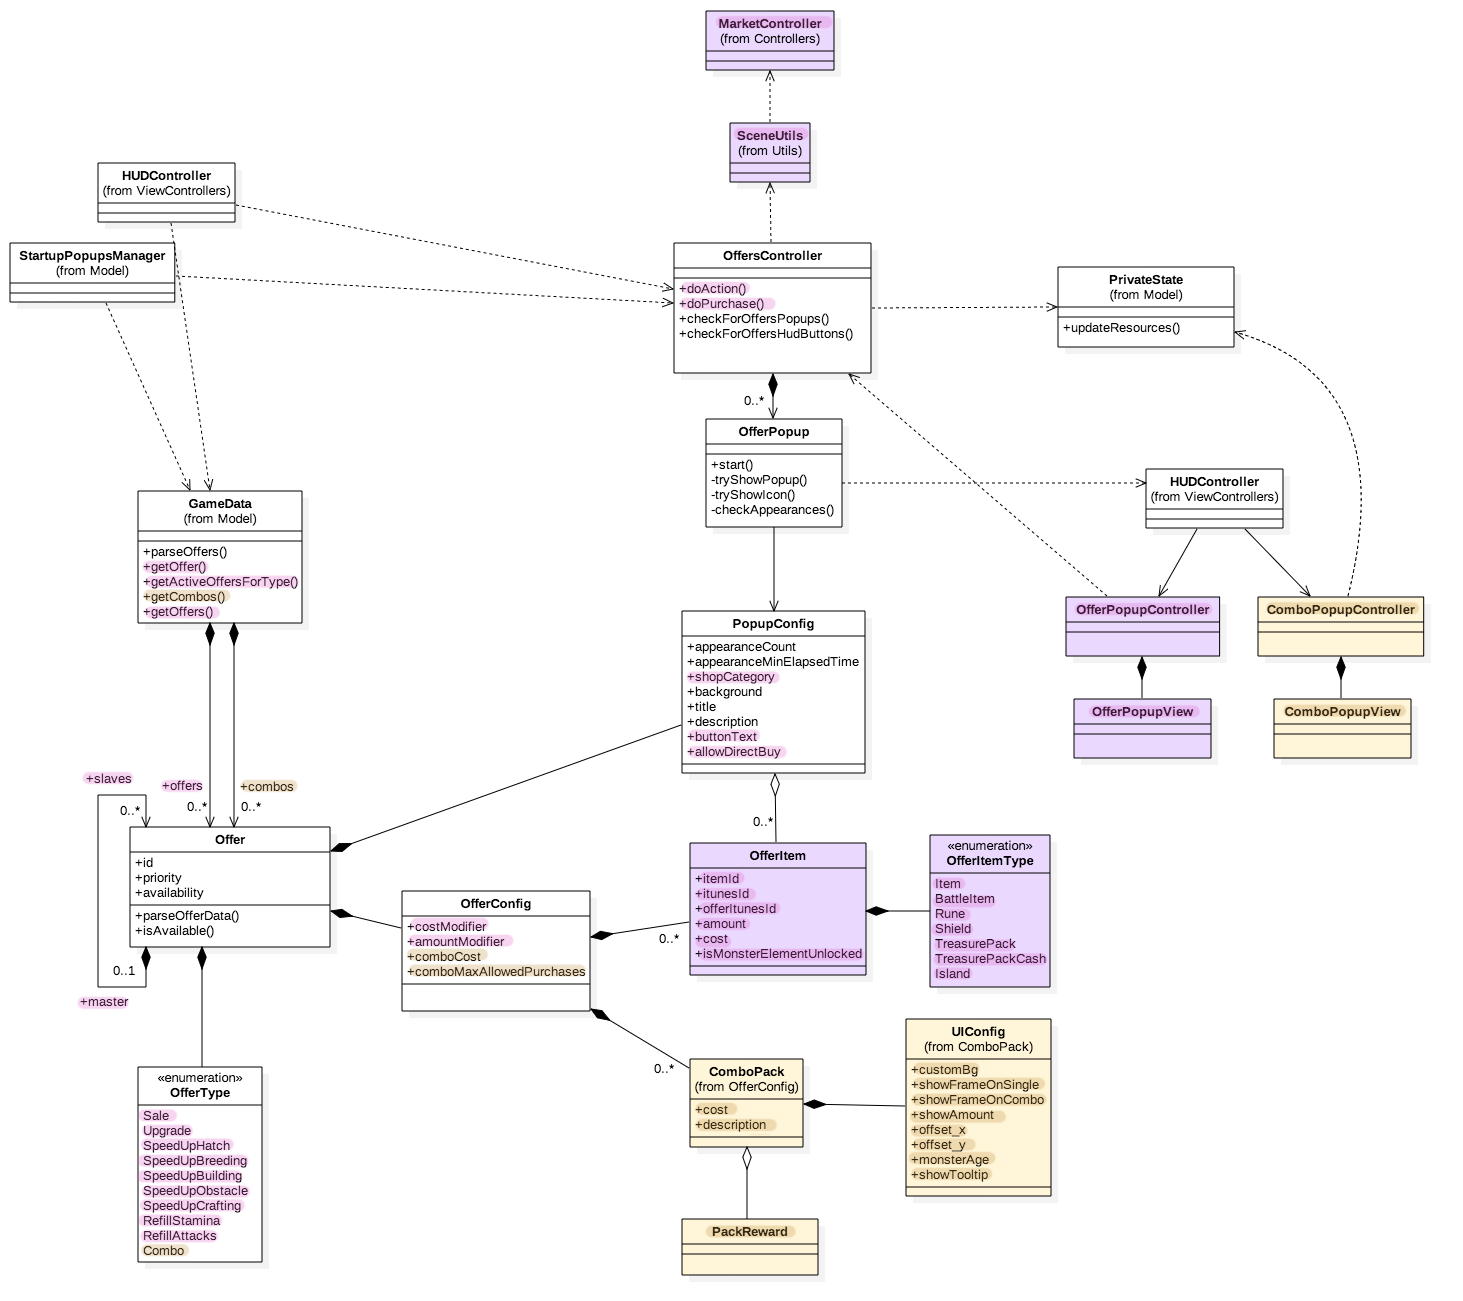 MarketController
(from Controllers)
SceneUtils
(from Utils)
HUDController
(from ViewControllers)
StartupPopupsManager
(from Model)
OffersController
+doAction()
+doPurchase()
+checkForOffersPopups()
+checkForOffersHudButtons()
PrivateState
(from Model)
+updateResources()
0..*
OfferPopup
+start()
-tryShowPopup()
-tryShowIcon()
-checkAppearances()
HUDController
(from ViewControllers)
GameData
(from Model)
+parseOffers()
+getOffer()
+getActiveOffersForType()
+getCombos()
+getOffers()
OfferPopupController
ComboPopupController
OfferPopupView
ComboPopupView
PopupConfig
+appearanceCount
+appearanceMinElapsedTime
+shopCategory
+background
+title
+description
+buttonText
+allowDirectBuy
+slaves
0..*
+offers
0..*
+combos
0..*
0..*
Offer
+id
+priority
+availability
+parseOfferData()
+isAvailable()
0..1
+master
OfferConfig
+costModifier
+amountModifier
+comboCost
+comboMaxAllowedPurchases
0..*
OfferItem
+itemId
+itunesId
+offerItunesId
+amount
+cost
+isMonsterElementUnlocked
«enumeration»
OfferItemType
Item
BattleItem
Rune
Shield
TreasurePack
TreasurePackCash
Island
«enumeration»
OfferType
Sale
Upgrade
SpeedUpHatch
SpeedUpBreeding
SpeedUpBuilding
SpeedUpObstacle
SpeedUpCrafting
RefillStamina
RefillAttacks
Combo
0..*
ComboPack
(from OfferConfig)
+cost
+description
UIConfig
(from ComboPack)
+customBg
+showFrameOnSingle
+showFrameOnCombo
+showAmount
+offset_x
+offset_y
+monsterAge
+showTooltip
PackReward